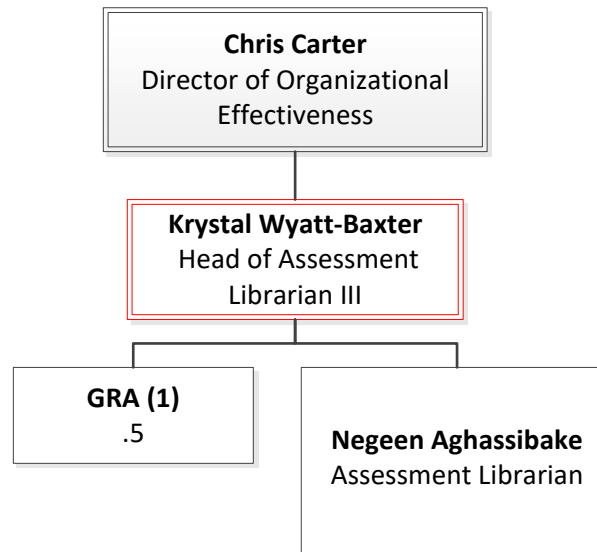 Chris Carter
Director of Organizational
Effectiveness
Krystal Wyatt-Baxter
Head of Assessment
Librarian III
GRA (1)
.5
Negeen Aghassibake
Assessment Librarian